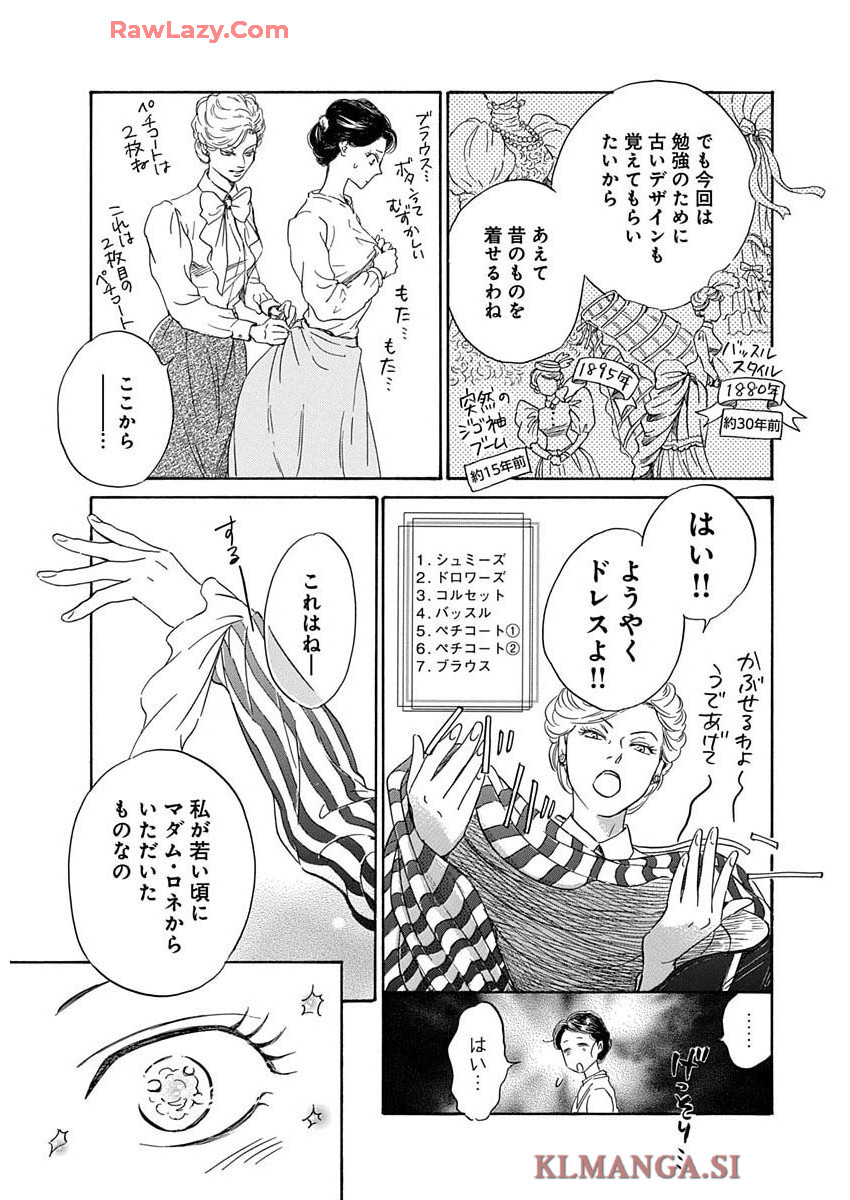 RawLazy.Com
でも今回は
勉強のために
古いデザインも
覚えてもらい
たいから
あえて
昔のものを
着せるわね
バッスル
スタイル
1880年
約30年前
1895年
突然の
ジゴ袖
ブーム
約15年前
ブラウス…
ボタンって
むずかしい
もた…
もた…
ペチコートは
2枚ね
これは
2枚目の
ペチコート
ここから
――…
はい!!
ようやく
ドレスよ!!
かぶせるわよ
うであげて
1. シュミーズ
2. ドロワーズ
3. コルセット
4. バッスル
5. ペチコート①
6. ペチコート②
7. ブラウス
……
はい…
げっそり…
する
これはねー
私が若い頃に
マダム・ロネから
いただいた
ものなの
KLMANGA.SI